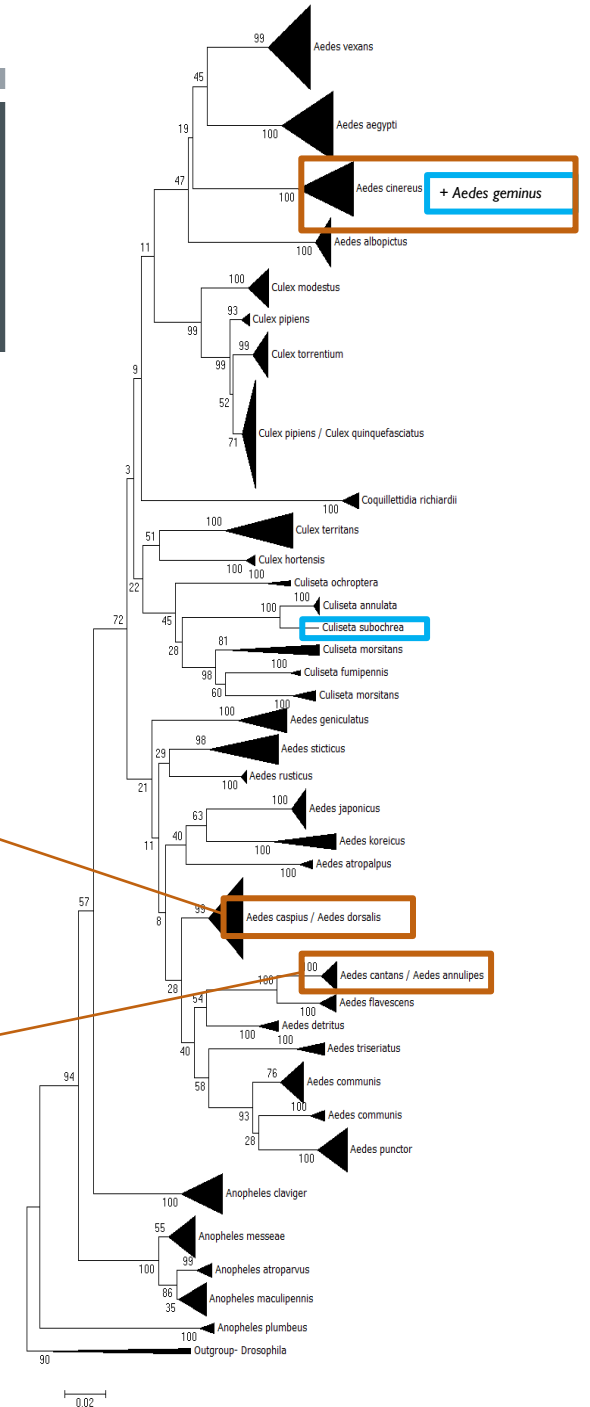 99
Aedes vexans
45
100
Aedes aegypti
19
Aedes cinereus
+ Aedes geminus
100
47
Aedes albopictus
100
11
100
Culex modestus
93
Culex pipiens
99
99
Culex torrentium
99
9
52
Culex pipiens / Culex quinquefasciatus
71
3
Coquillettidia richiardii
100
100
Culex territans
51
Culex hortensis
100
100
22
Culiseta ochroptera
100
Culiseta annulata
100
45
72
Culiseta subochrea
28
81
Culiseta morsitans
98
100
Culiseta fumipennis
60
Culiseta morsitans
100
100
Aedes geniculatus
98
Aedes sticticus
29
Aedes rusticus
100
21
100
Aedes japonicus
63
40
Aedes koreicus
100
11
Aedes atropalpus
100
57
99
Aedes caspius / Aedes dorsalis
8
100
Aedes cantans / Aedes annulipes
100
28
54
Aedes flavescens
100
Aedes detritus
100
100
40
Aedes triseriatus
94
76
Aedes communis
58
100
93
Aedes communis
28
Aedes punctor
100
Anopheles claviger
100
55
Anopheles messeae
100
99
Anopheles atroparvus
86
Anopheles maculipennis
35
Anopheles plumbeus
100
Outgroup- Drosophila
90
0.02